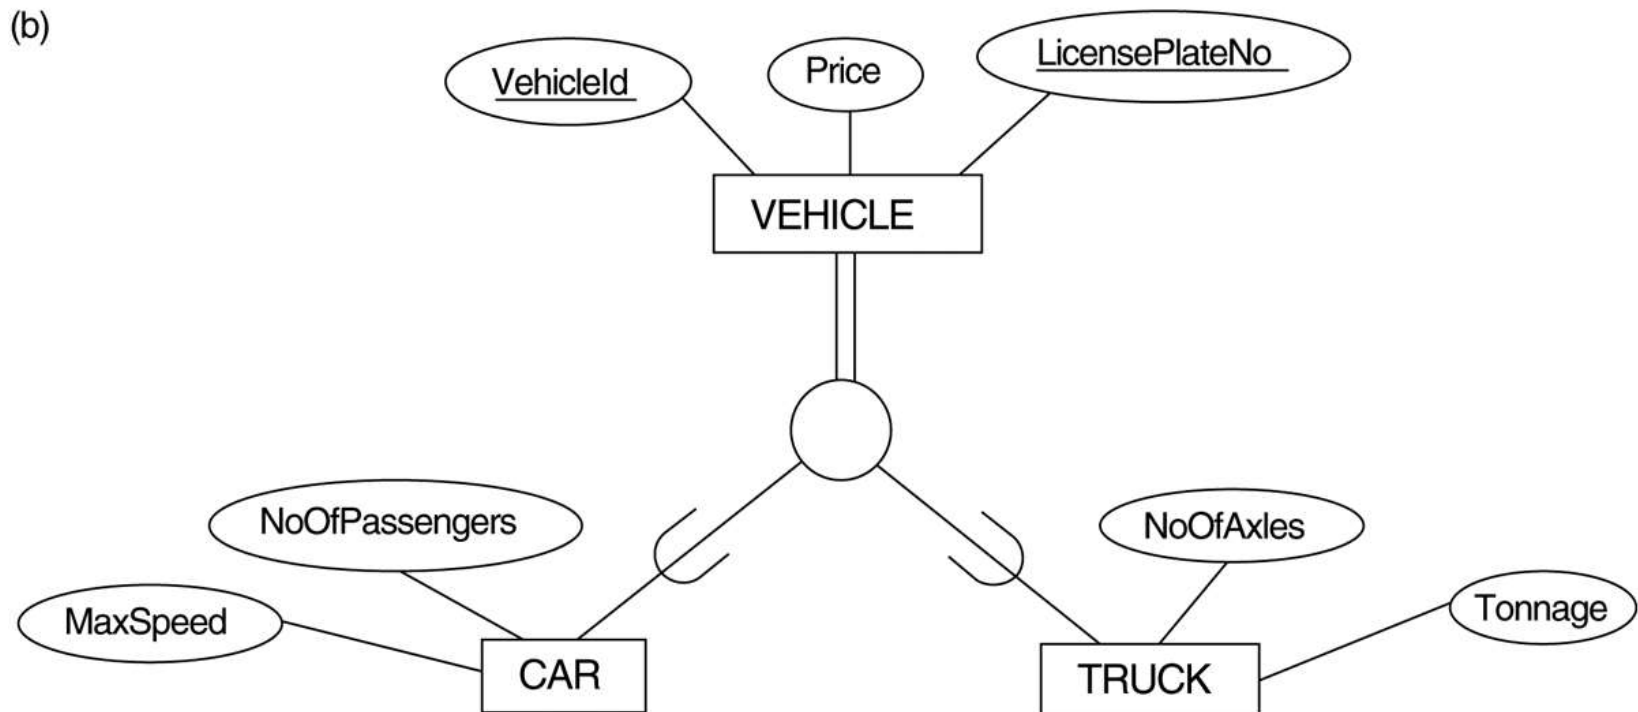 (b)
VehicleId
Price
LicensePlateNo
VEHICLE
NoOfPassengers
NoOfAxles
MaxSpeed
Tonnage
CAR
TRUCK